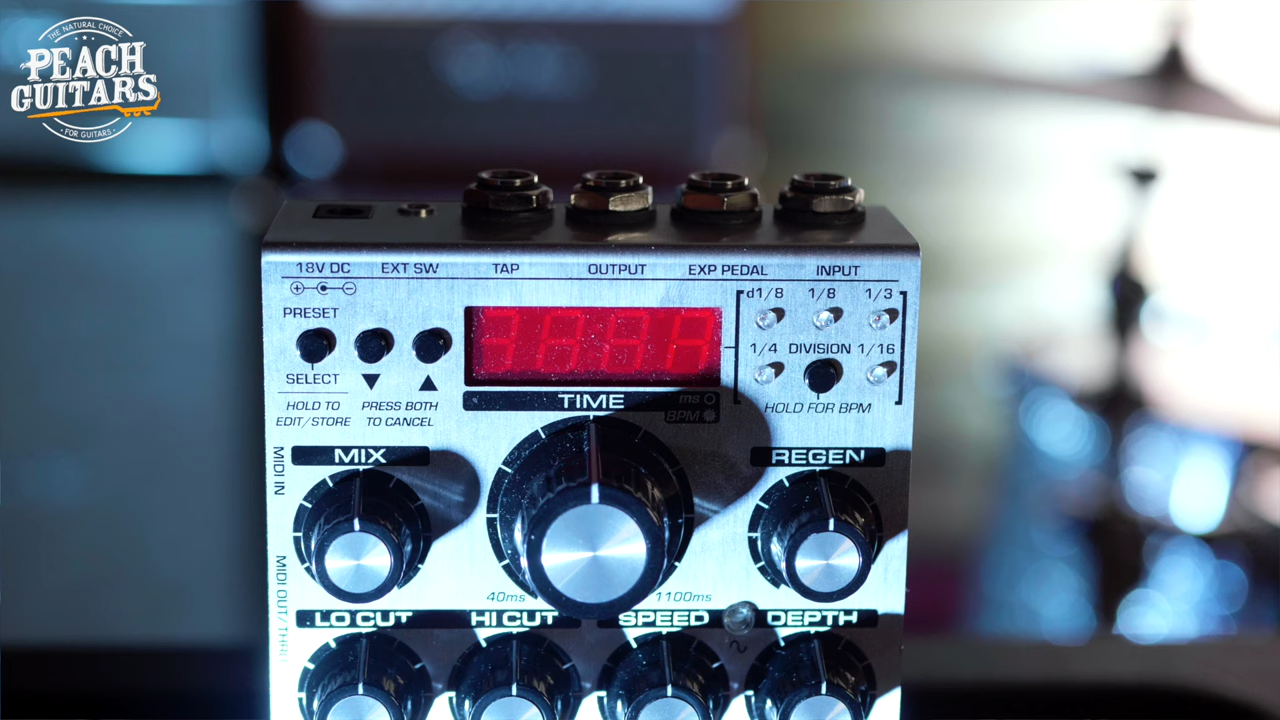 THE NATURAL CHOICE
PEACH
GUITARS
· FOR GUITARS ·
18V DC EXT SW TAP OUTPUT EXP PEDAL INPUT
PRESET
SELECT
HOLD TO
EDIT/STORE
PRESS BOTH
TO CANCEL
d1/8 1/8 1/3
1/4 DIVISION 1/16
HOLD FOR BPM
TIME
ms
BPM
MIDI IN
MIX
REGEN
40ms 1100ms
MIDI OUT/THRU
LO CUT HI CUT SPEED DEPTH